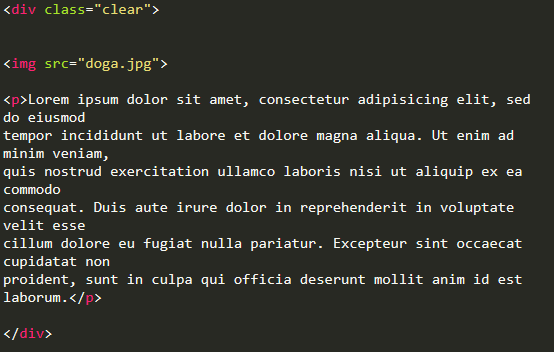 <div class="clear">
<img src="doga.jpg">
<p>Lorem ipsum dolor sit amet, consectetur adipisicing elit, sed
do eiusmod
tempor incididunt ut labore et dolore magna aliqua. Ut enim ad
minim veniam,
quis nostrud exercitation ullamco laboris nisi ut aliquip ex ea
commodo
consequat. Duis aute irure dolor in reprehenderit in voluptate
velit esse
cillum dolore eu fugiat nulla pariatur. Excepteur sint occaecat
cupidatat non
proident, sunt in culpa qui officia deserunt mollit anim id est
laborum.</p>
</div>